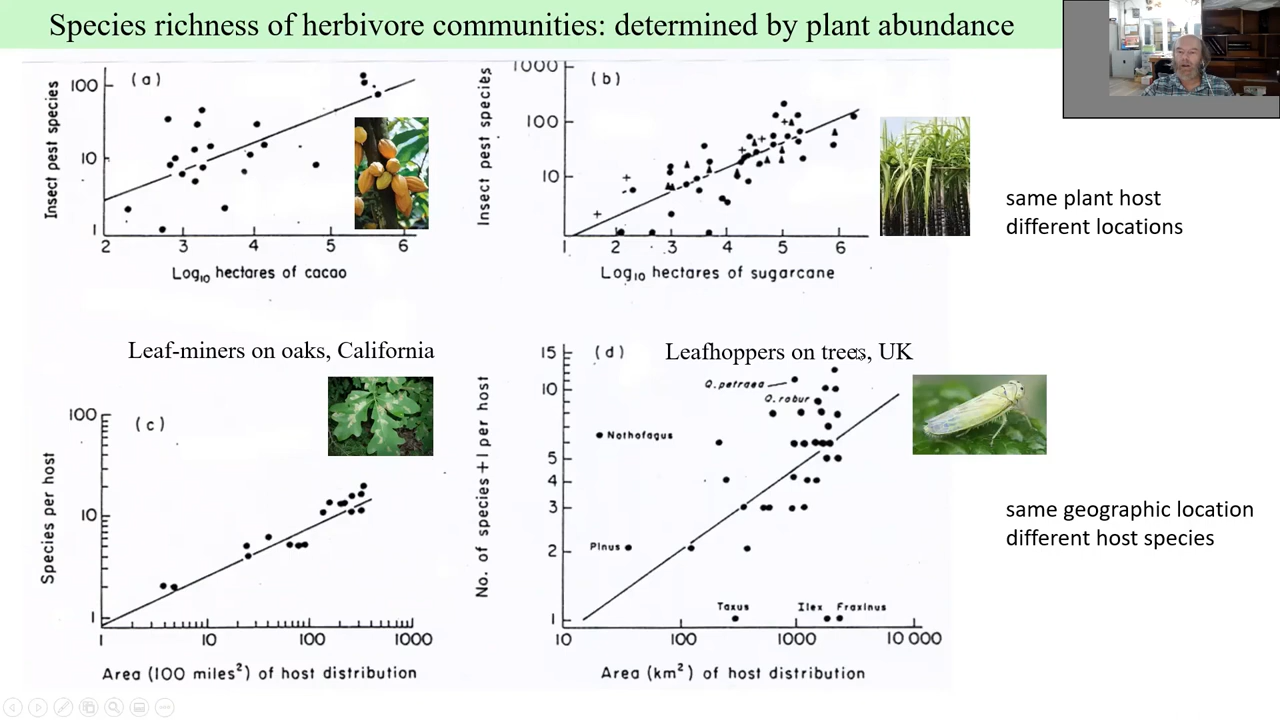 Species richness of herbivore communities: determined by plant abundance
(a)
Insect pest species
100
10
1
2 3 4 5 6
Log10 hectares of cacao
(b)
Insect pest species
1000
100
10
1 2 3 4 5 6
Log10 hectares of sugarcane
same plant host
different locations
Leaf-miners on oaks, California
(c)
Species per host
100
10
1
1 10 100 1000
Area (100 miles2) of host distribution
Leafhoppers on trees, UK
(d)
No. of species + 1 per host
15
10
5
4
3
2
1
Q. petraea
Q. robur
Nothofagus
Pinus
Taxus
Ilex
Fraxinus
10 100 1000 10 000
Area (km2) of host distribution
same geographic location
different host species